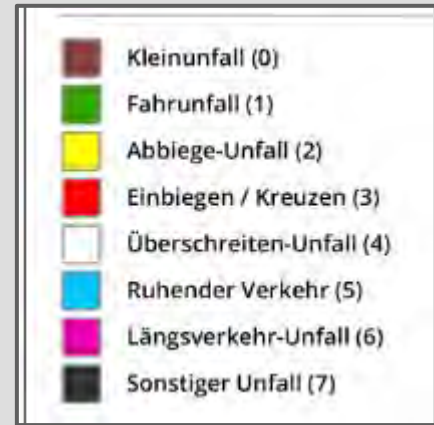 Kleinunfall (0)
Fahrunfall (1)
Abbiege-Unfall (2)
Einbiegen / Kreuzen (3)
Überschreiten-Unfall (4)
Ruhender Verkehr (5)
Längsverkehr-Unfall (6)
Sonstiger Unfall (7)